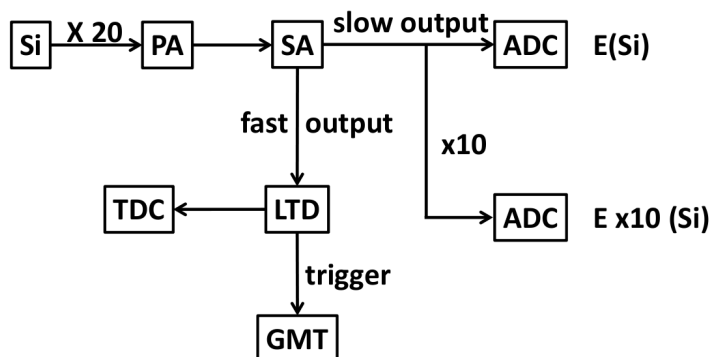 slow output
Si
X 20
PA
SA
ADC
E(Si)
fast output
x10
TDC
LTD
ADC
E x10 (Si)
trigger
GMT